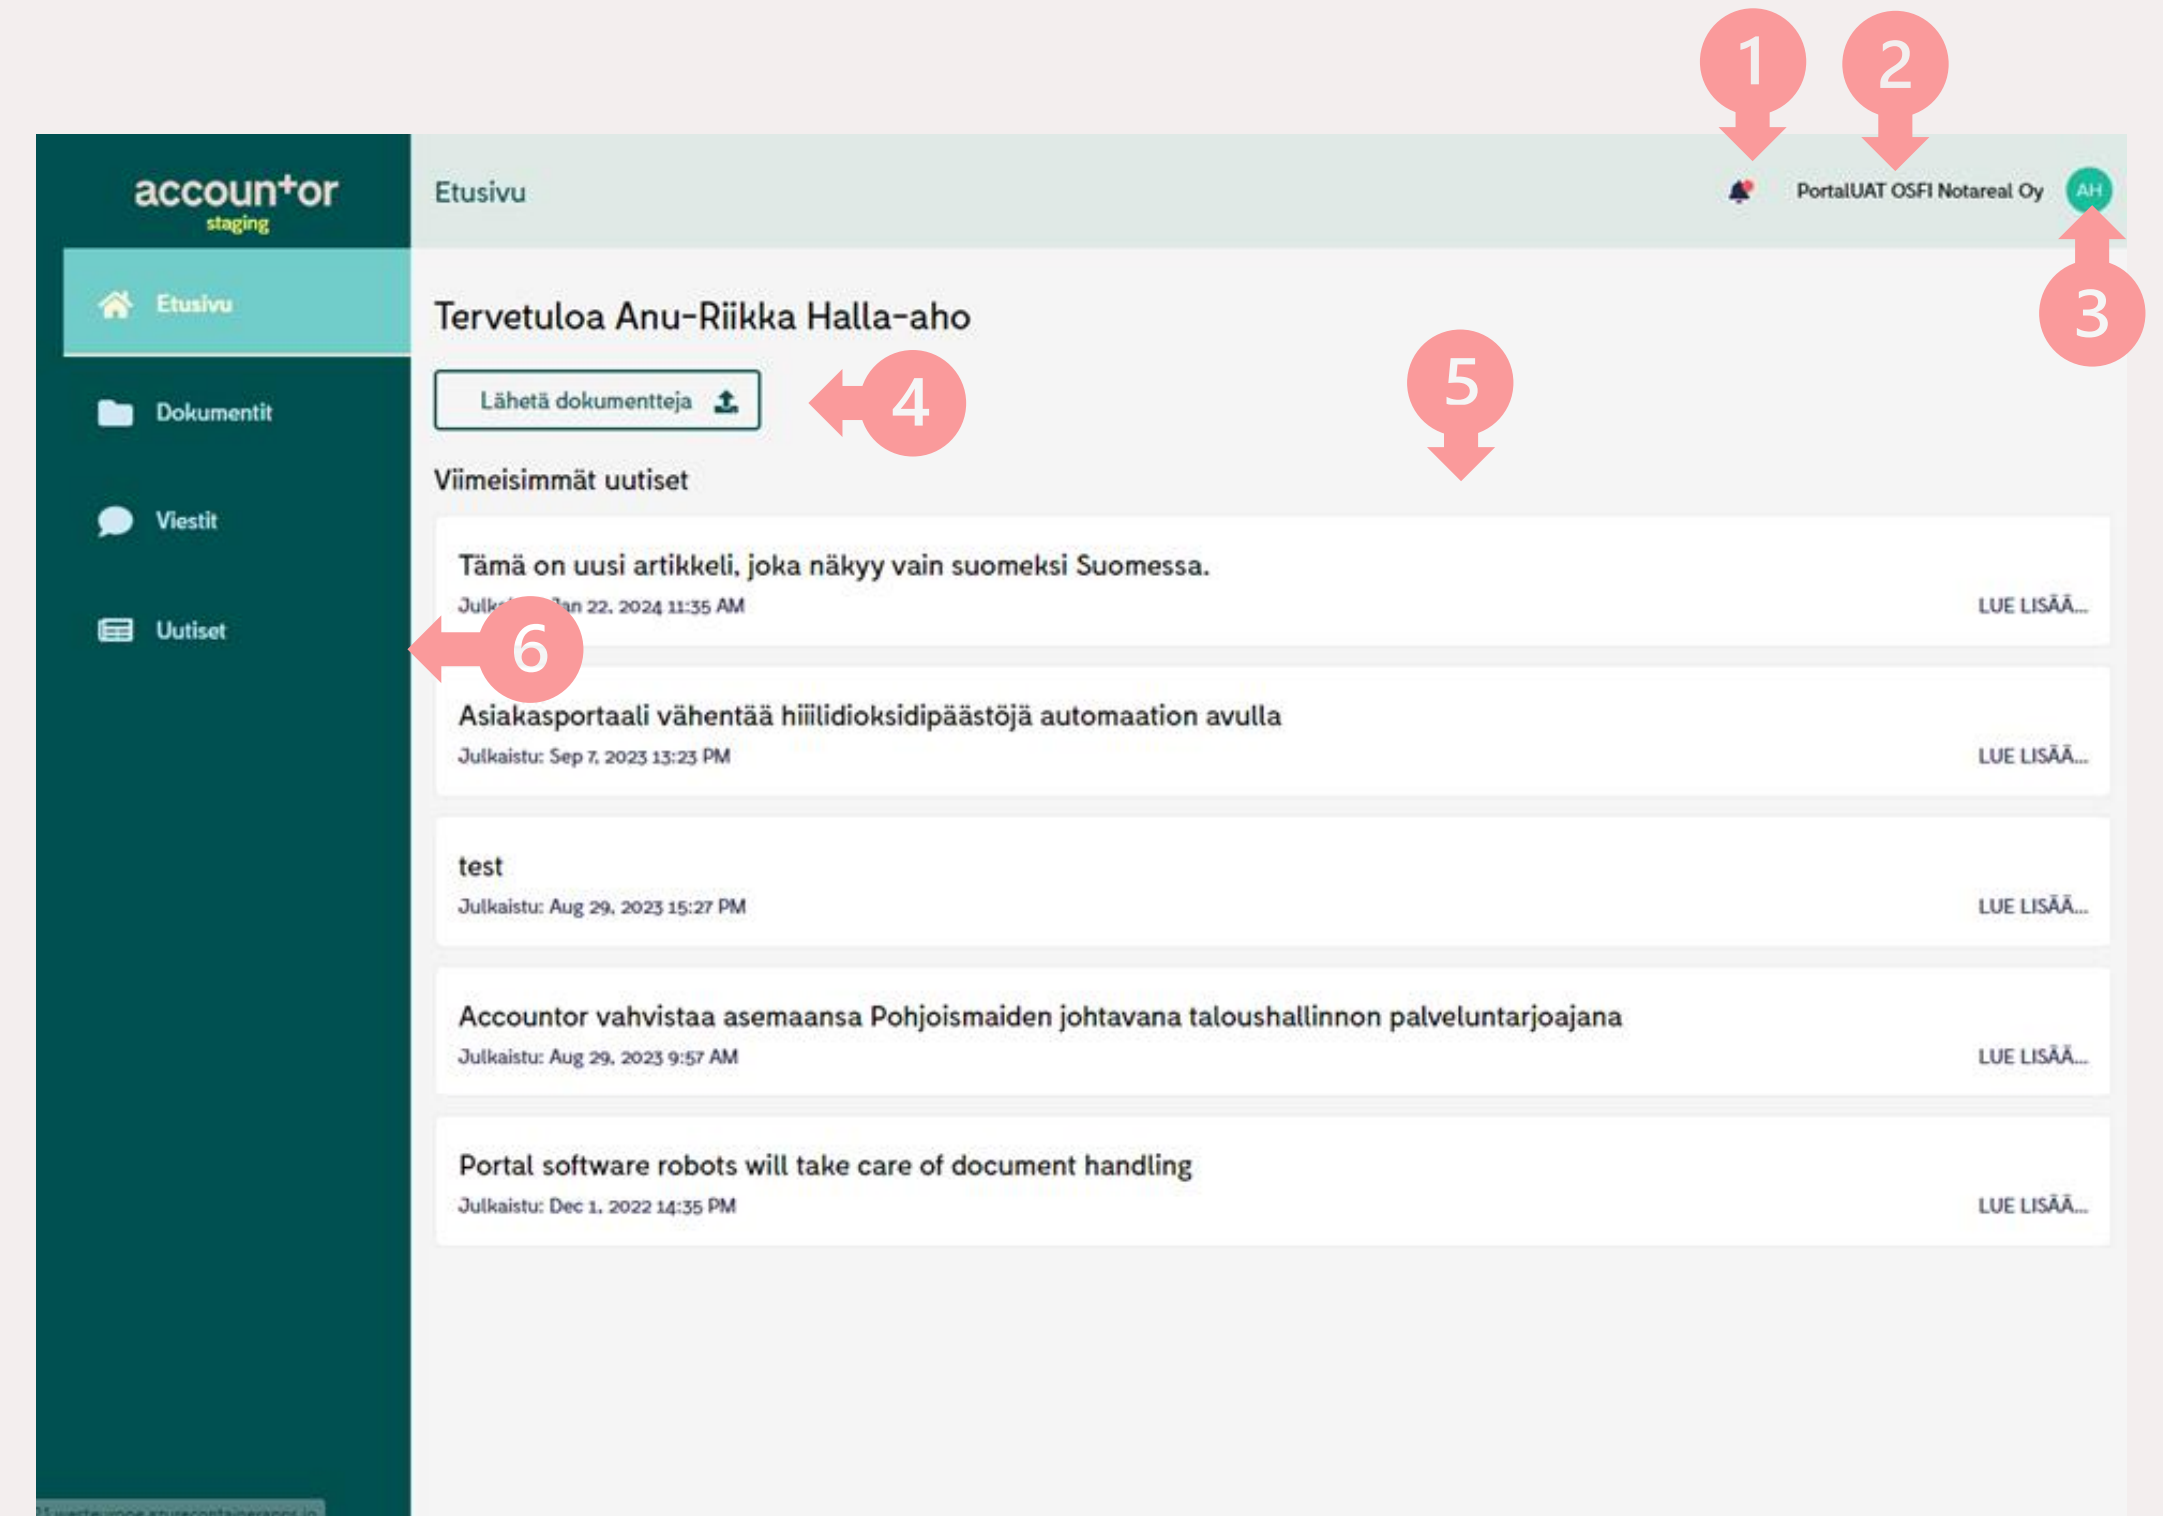 1
2
accountor
staging
Etusivu
PortalUAT OSFI Notareal Oy
AH
3
Etusivu
Dokumentit
Viestit
Uutiset
Tervetuloa Anu-Riikka Halla-aho
Lähetä dokumentteja
4
5
Viimeisimmät uutiset
Tämä on uusi artikkeli, joka näkyy vain suomeksi Suomessa.
22, 2024 11:35 AM
LUE LISÄÄ...
6
Asiakasportaali vähentää hiiilidioksidipäästöjä automaation avulla
Julkaistu: Sep 7, 2023 13:23 PM
LUE LISÄÄ...
test
Julkaistu: Aug 29, 2023 15:27 PM
LUE LISÄÄ...
Accountor vahvistaa asemaansa Pohjoismaiden johtavana taloushallinnon palveluntarjoajana
Julkaistu: Aug 29, 2023 9:57 AM
LUE LISÄÄ...
Portal software robots will take care of document handling
Julkaistu: Dec 1, 2022 14:35 PM
LUE LISÄÄ...